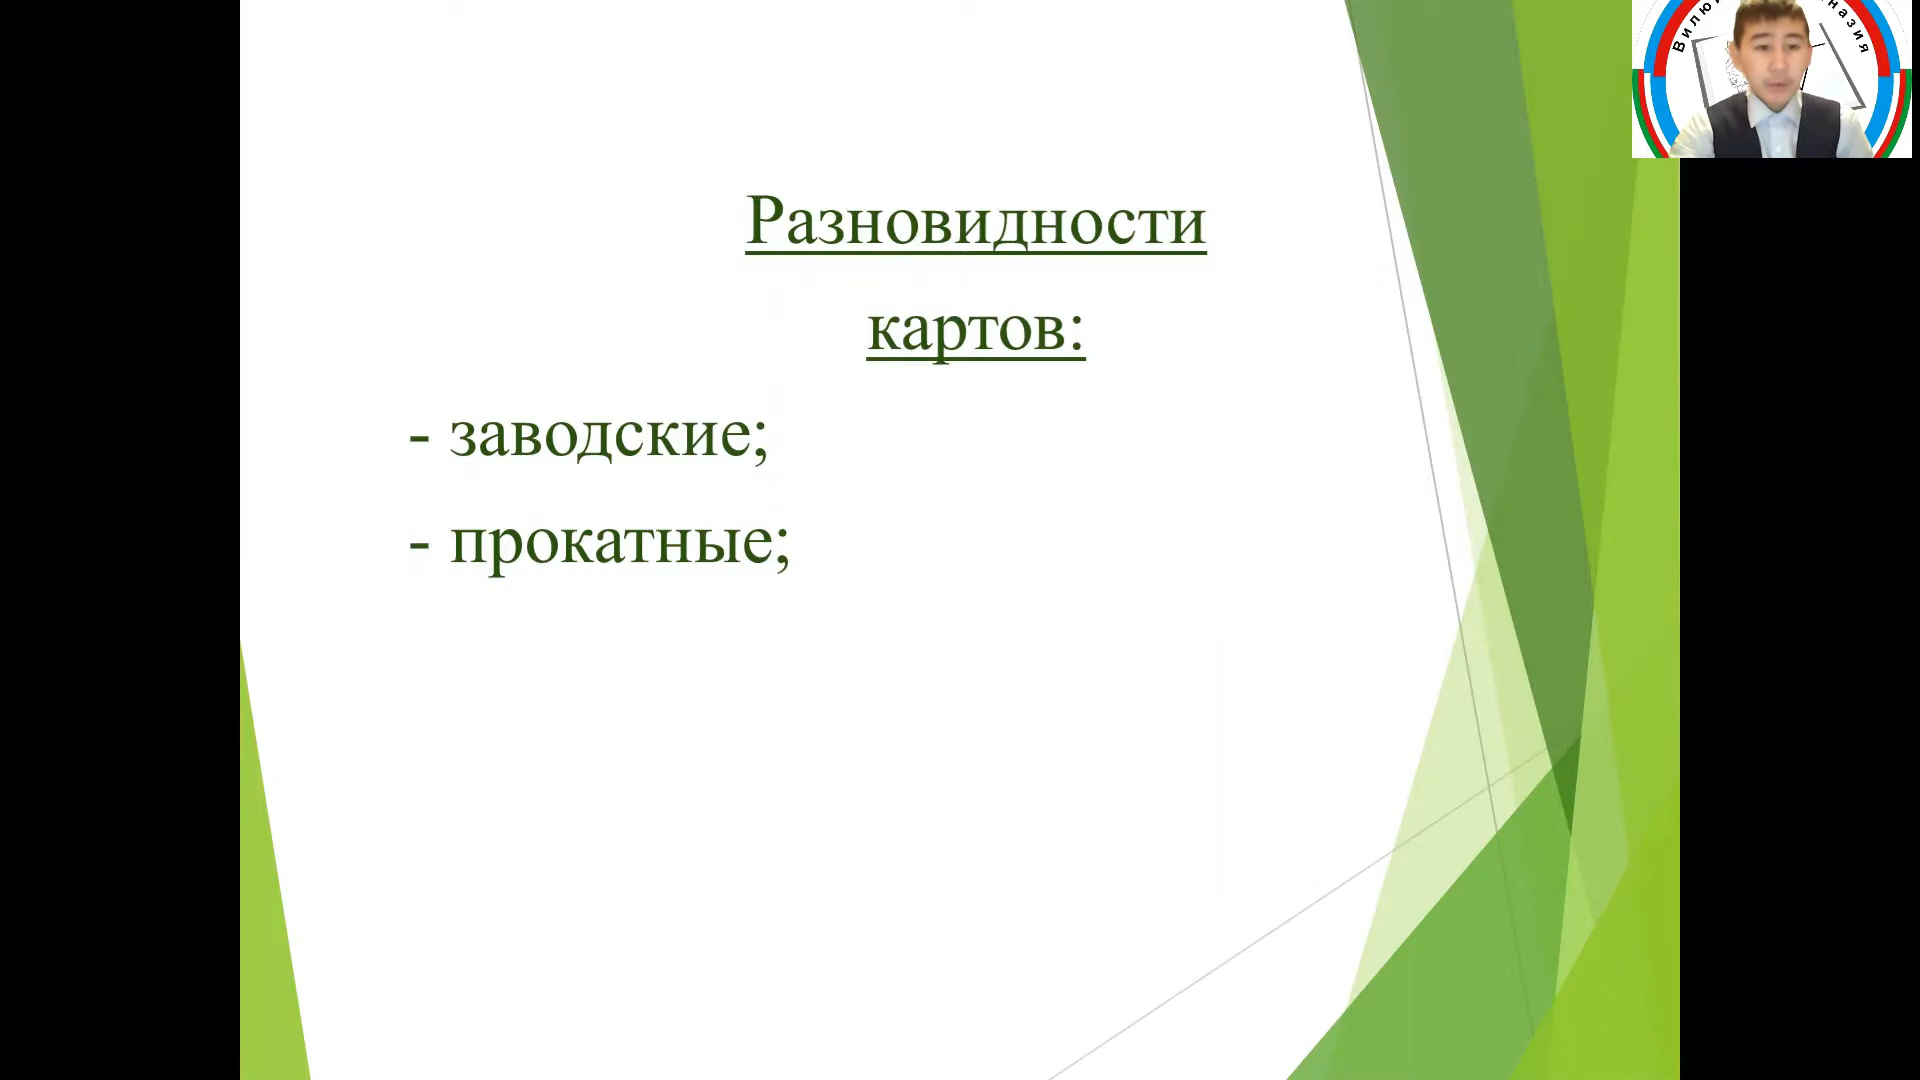 Разновидности
картов:
- заводские;
- прокатные;